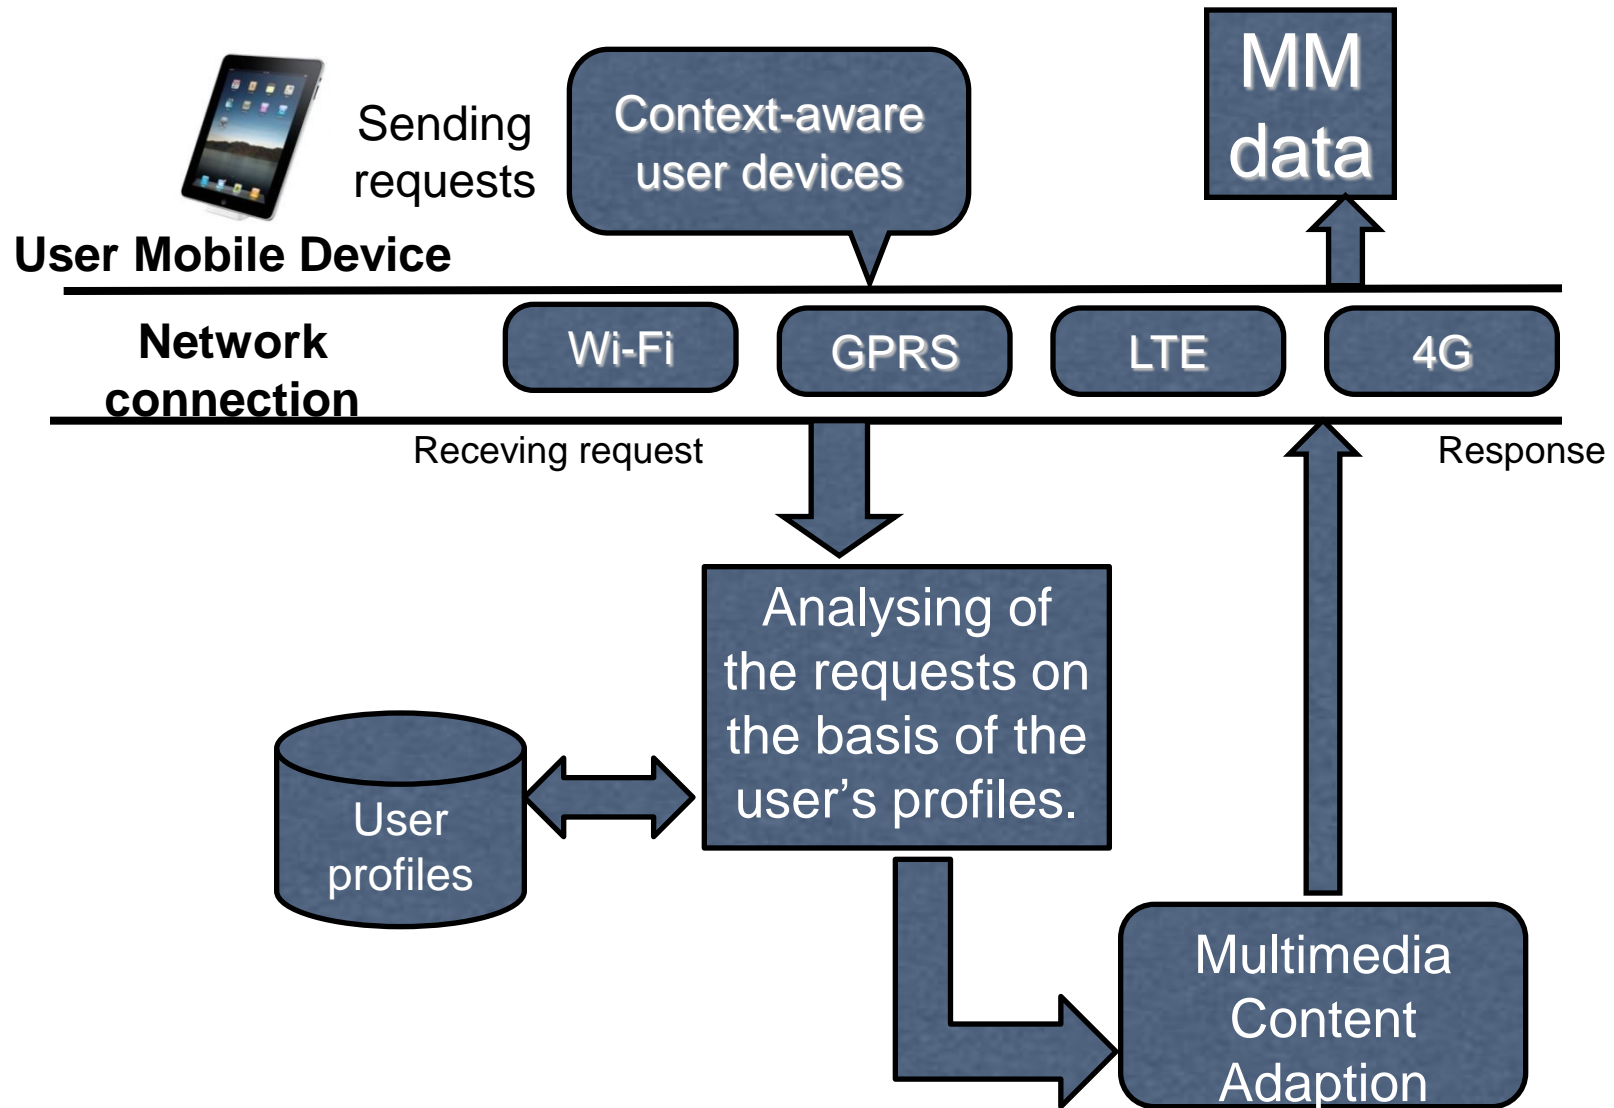 Sending
requests
Context-aware
user devices
MM
data
User Mobile Device
Network
connection
Wi-Fi
GPRS
LTE
4G
Receving request
Response
Analysing of
the requests on
the basis of the
user’s profiles.
User
profiles
Multimedia
Content
Adaption